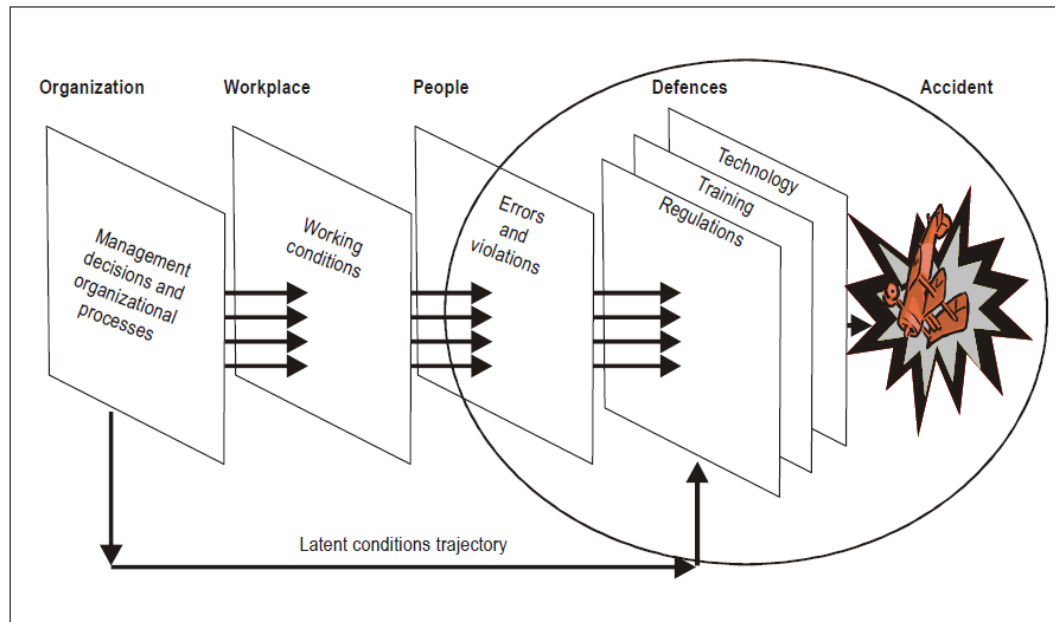 Organization
Workplace
People
Defences
Accident
Management
decisions and
organizational
processes
Working
conditions
Errors
and
violations
Technology
Training
Regulations
Latent conditions trajectory